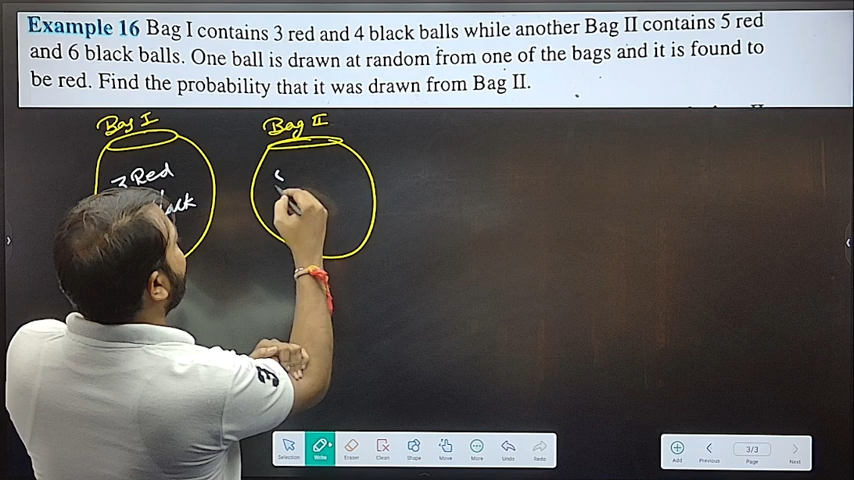 Example 16 Bag I contains 3 red and 4 black balls while another Bag II contains 5 red
and 6 black balls. One ball is drawn at random from one of the bags and it is found to
be red. Find the probability that it was drawn from Bag II.
Bag I
Bag II
3 Red
Selection
Write
Eraser
Clean
Shape
Move
More
Undo
Redo
Add
Previous
3/3
Page
Next